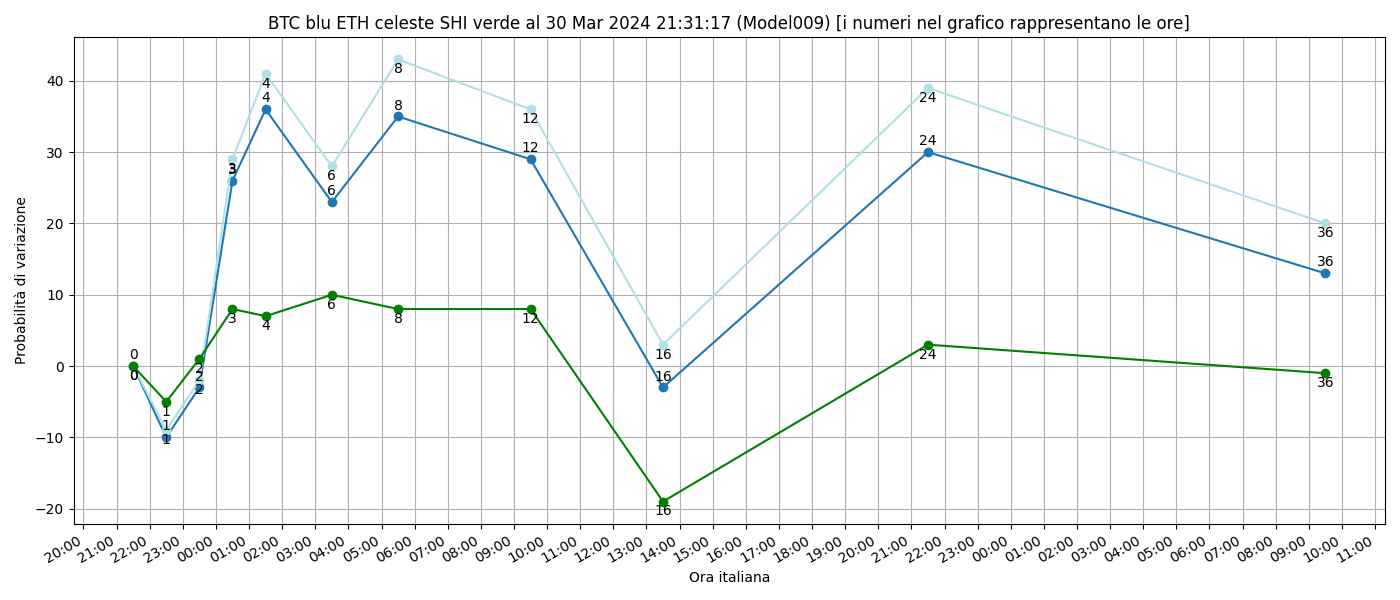 BTC blu ETH celeste SHI verde al 30 Mar 2024 21:31:17 (Model009) [i numeri nel grafico rappresentano le ore]
Probabilità di variazione
40
30
20
10
0
−10
−20
0 0 0
1 1 1
2 2 2
3 3 3
4 4 4
6 6 6
8 8 8
12 12 12
16 16 16
24 24 24
36 36 36
20:00 21:00 22:00 23:00 00:00 01:00 02:00 03:00 04:00 05:00 06:00 07:00 08:00 09:00 10:00 11:00 12:00 13:00 14:00 15:00 16:00 17:00 18:00 19:00 20:00 21:00 22:00 23:00 00:00 01:00 02:00 03:00 04:00 05:00 06:00 07:00 08:00 09:00 10:00 11:00
Ora italiana